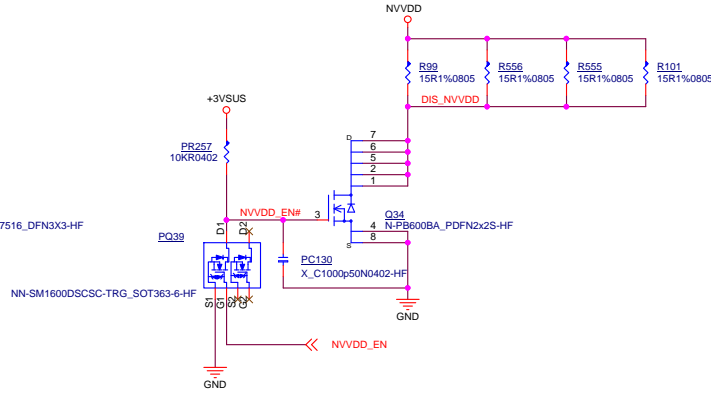 NVVDD
R99
15R1%0805
R556
15R1%0805
R555
15R1%0805
R101
15R1%0805
DIS_NVVDD
+3VSUS
PR257
10KR0402
D
7
6
5
2
1
NVVDD_EN#
3
Q34
N-PB600BA_PDFN2x2S-HF
4
8
S
7516_DFN3X3-HF
PQ39
D1
D2
PC130
X_C1000p50N0402-HF
NN-SM1600DSCSC-TRG_SOT363-6-HF
S1
G1
S2
G2
GND
NVVDD_EN
GND